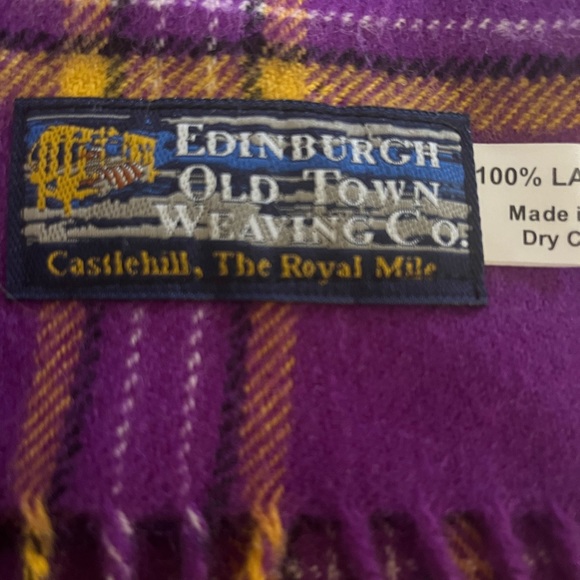 EDINBURGH
OLD TOWN
WEAVING CO.
Castlehill, The Royal Mile
100% LA
Made i
Dry C